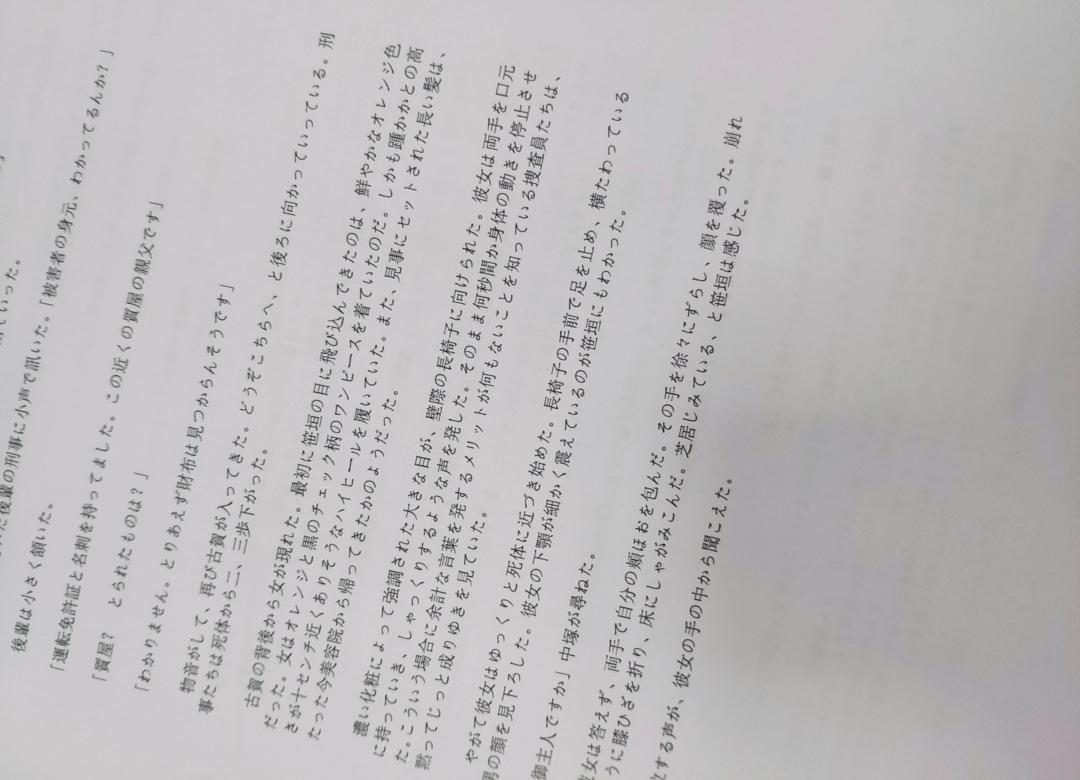 いた後輩の刑事に小声で訊いた。「被害者の身元、わかってるんか？」
後輩は小さく頷いた。
「運転免許証と名刺を持ってました。この近くの質屋の親父です」
「質屋？　とられたものは？」
「わかりません。とりあえず財布は見つからんそうです」
物音がして、再び古賀が入ってきた。どうぞこちらへ、と後ろに向かっていっている。刑
事たちは死体から二、三歩下がった。
古賀の背後から女が現れた。最初に笹垣の目に飛び込んできたのは、鮮やかなオレンジ色
だった。女はオレンジと黒のチェック柄のワンピースを着ていたのだ。しかも踵かかとの高
さが十センチ近くありそうなハイヒールを履いていた。また、見事にセットされた長い髪は、
たった今美容院から帰ってきたかのようだった。
濃い化粧によって強調された大きな目が、壁際の長椅子に向けられた。彼女は両手を口元
に持っていき、しゃっくりするような声を発した。そのまま何秒間か身体の動きを停止させ
た。こういう場合に余計な言葉を発するメリットが何もないことを知っている捜査員たちは、
黙ってじっと成りゆきを見ていた。
やがて彼女はゆっくりと死体に近づき始めた。長椅子の手前で足を止め、横たわっている
男の顔を見下ろした。彼女の下顎が細かく震えているのが笹垣にもわかった。
御主人ですか」中塚が尋ねた。
女は答えず、両手で自分の頬ほおを包んだ。その手を徐々にずらし、顔を覆った。崩れ
うに膝ひざを折り、床にしゃがみこんだ。芝居じみている、と笹垣は感じた。
する声が、彼女の手の中から聞こえた。